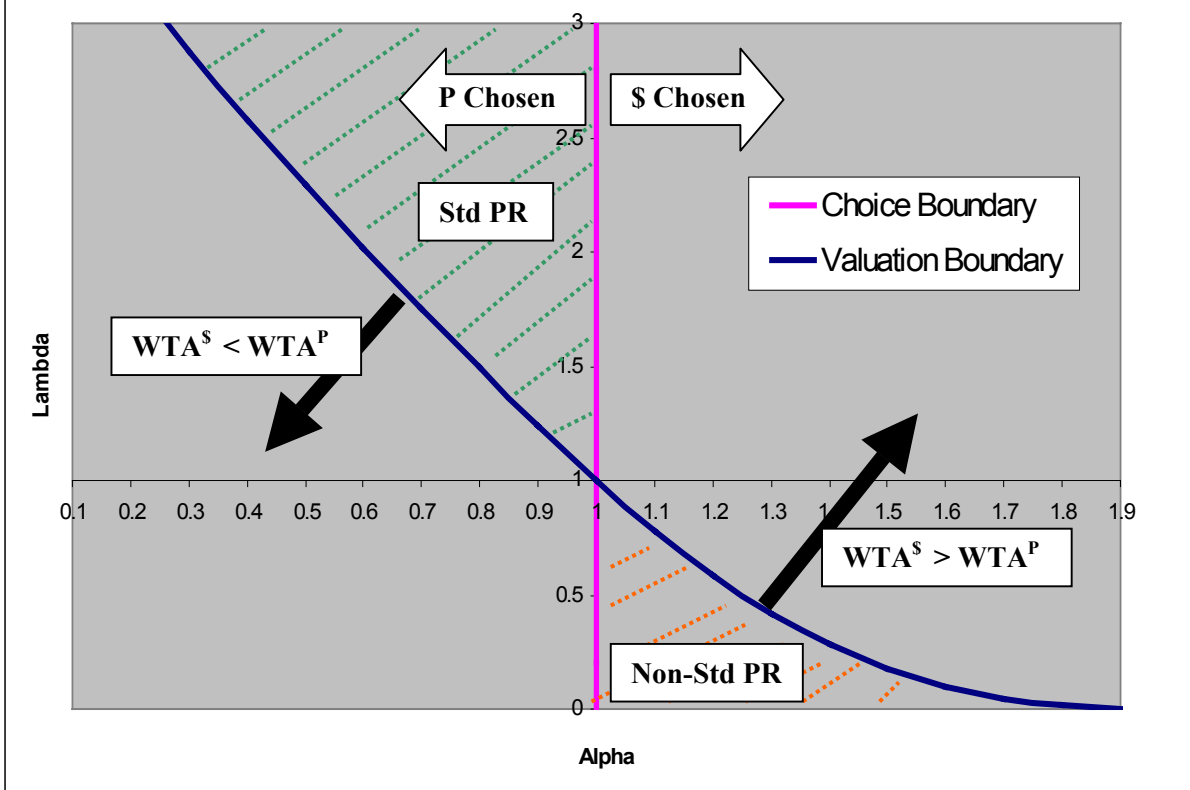 3
P Chosen
$ Chosen
2.5
Std PR
Choice Boundary
2
Valuation Boundary
WTA$ < WTAP
1.5
Lambda
1
0.1 0.2 0.3 0.4 0.5 0.6 0.7 0.8 0.9 1 1.1 1.2 1.3 1.4 1.5 1.6 1.7 1.8 1.9
WTA$ > WTAP
0.5
Non-Std PR
0
Alpha